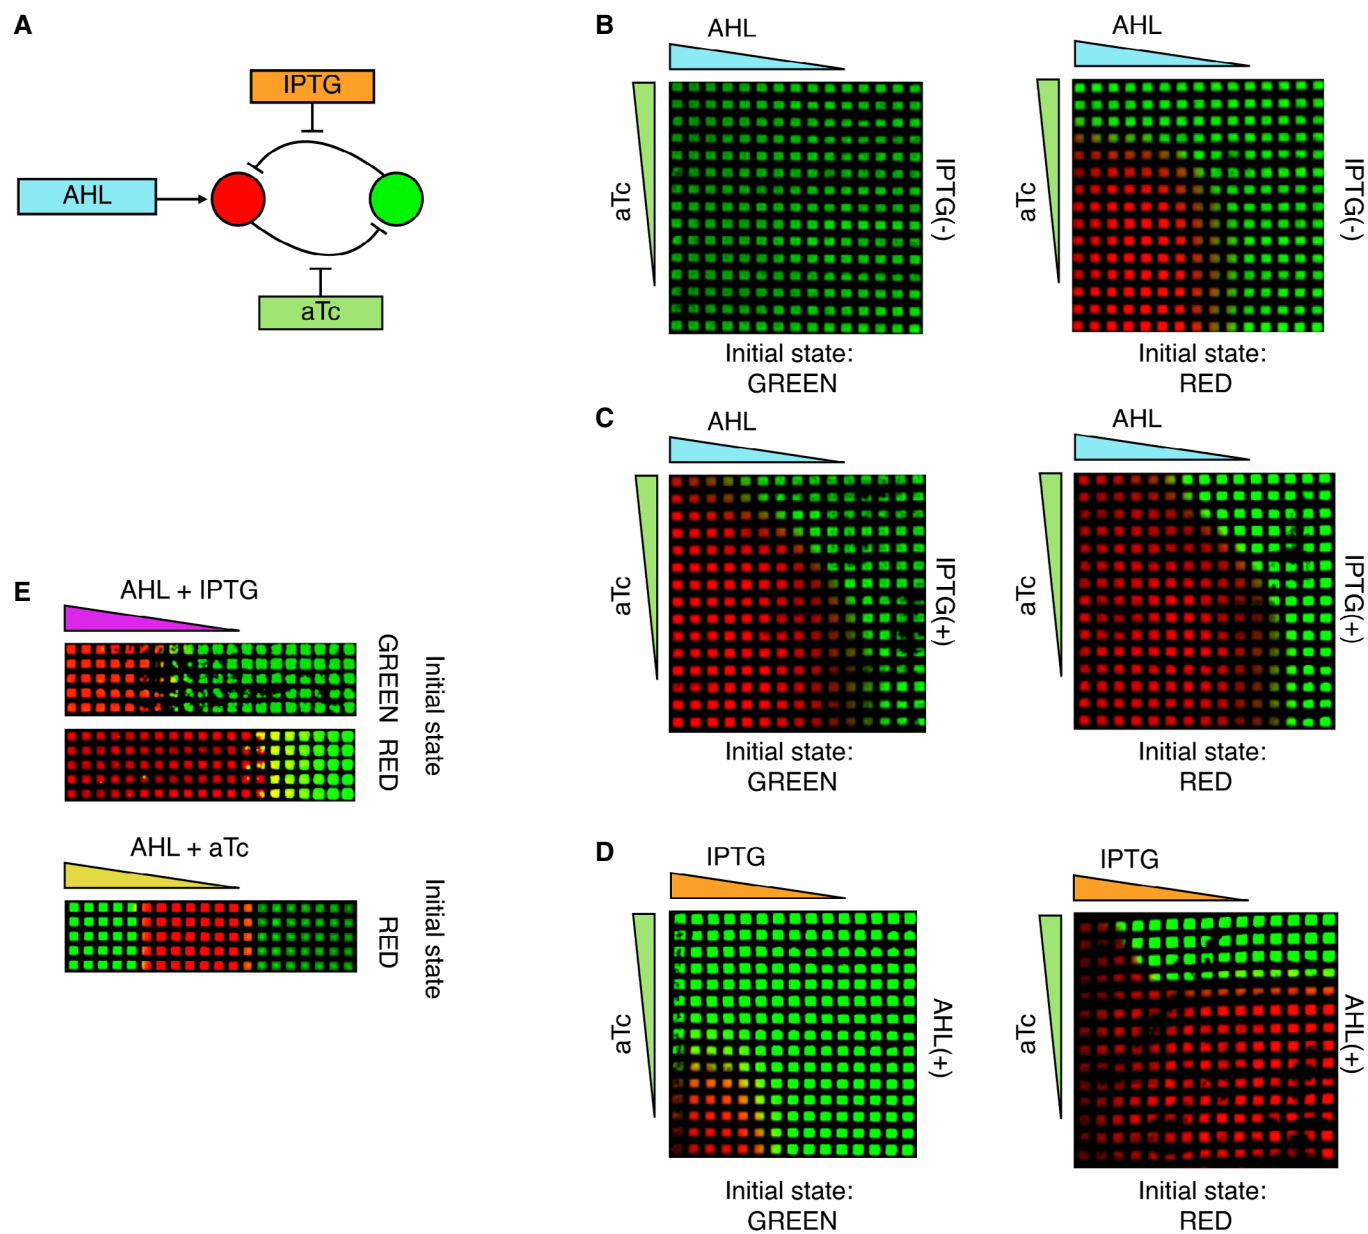 A
IPTG
AHL
aTc
B
AHL
aTc
IPTG(-)
Initial state:
GREEN
AHL
aTc
IPTG(-)
Initial state:
RED
C
AHL
aTc
IPTG(+)
Initial state:
GREEN
AHL
aTc
IPTG(+)
Initial state:
RED
D
IPTG
aTc
AHL(+)
Initial state:
GREEN
IPTG
aTc
AHL(+)
Initial state:
RED
E
AHL + IPTG
GREEN
RED
Initial state
AHL + aTc
RED
Initial state